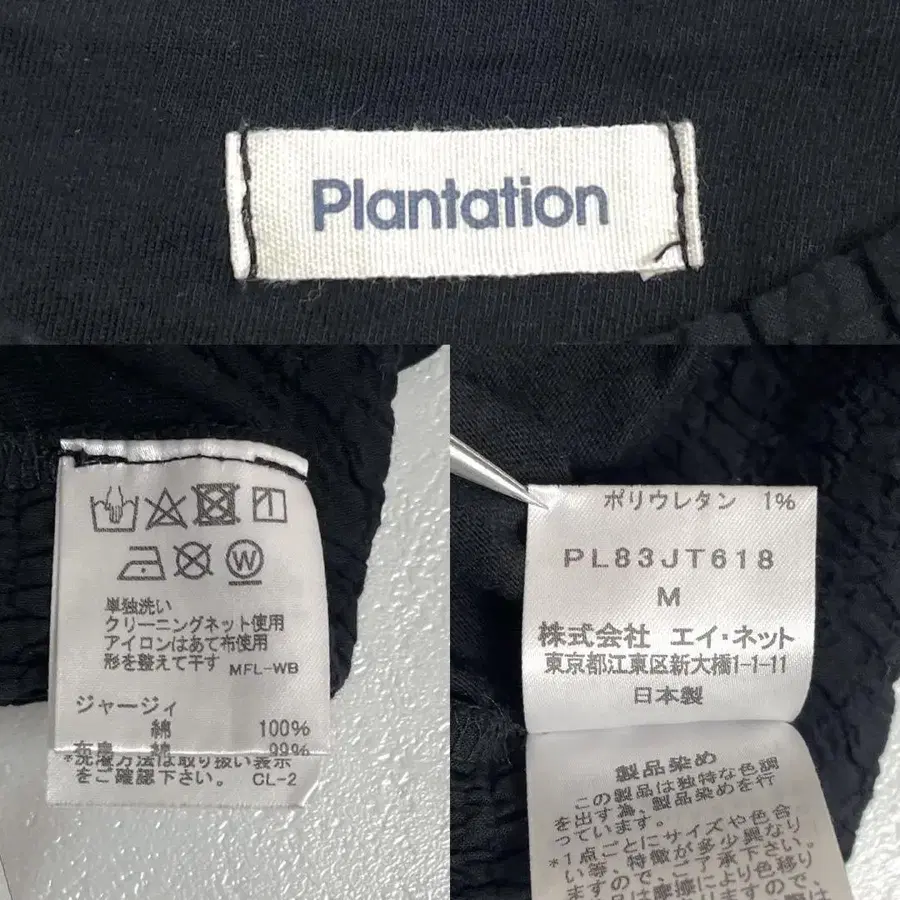 Plantation
単独洗い
クリーニングネット使用
アイロンはあて布使用
形を整えて干す MFL-WB
ジャージィ
綿 100%
布帛 綿 99%
*洗濯方法は取り扱い表示
をご確認下さい。 CL-2
ポリウレタン 1%
PL83JT618
M
株式会社 エイ・ネット
東京都江東区新大橋1-1-11
日本製
製品染め
この製品は独特な色調
を出す為、製品染めを行
っています。
*1点ごとにサイズや色合
い等、特徴が多少異なり
ますので、ご了承下さい。